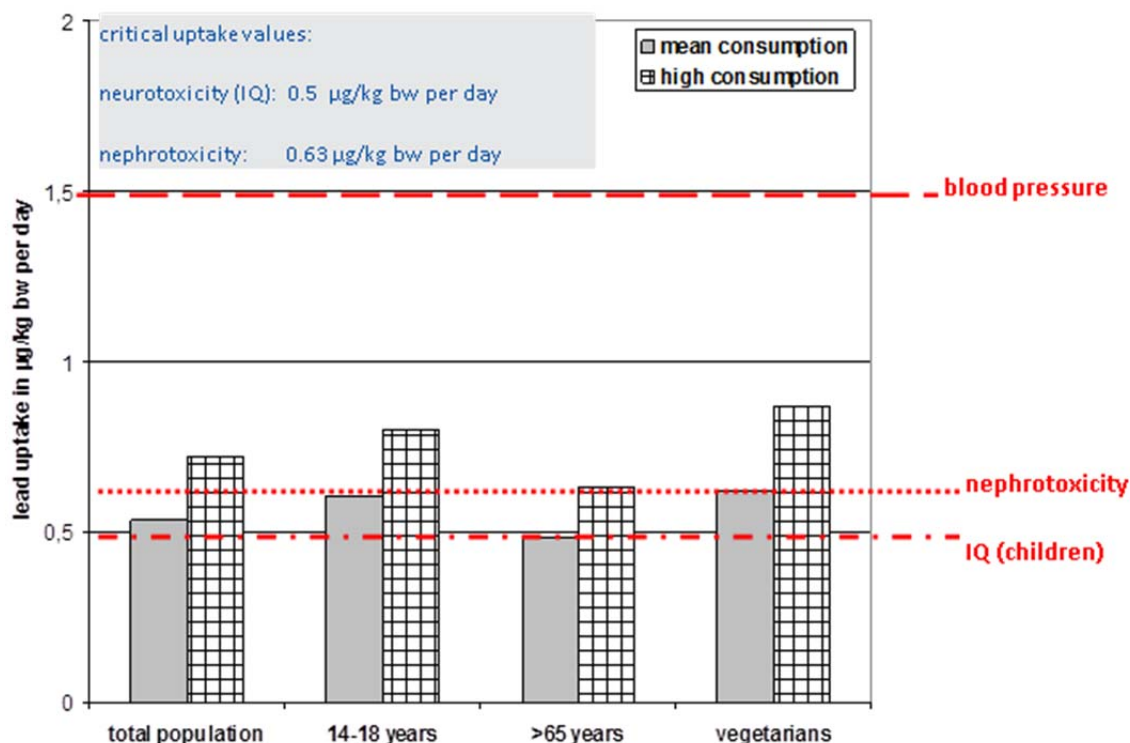 critical uptake values:
neurotoxicity (IQ): 0.5 µg/kg bw per day
nephrotoxicity: 0.63 µg/kg bw per day
mean consumption
high consumption
lead uptake in µg/kg bw per day
2
1,5
1
0,5
0
blood pressure
nephrotoxicity
IQ (children)
total population
14-18 years
>65 years
vegetarians